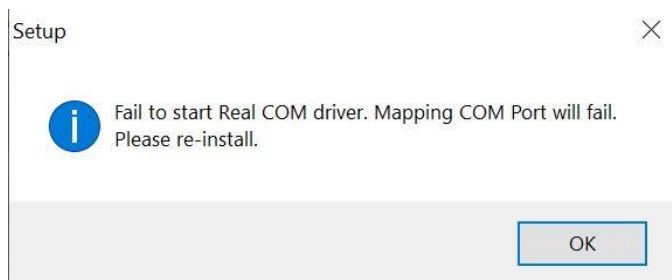 Setup
Fail to start Real COM driver. Mapping COM Port will fail.
Please re-install.
OK